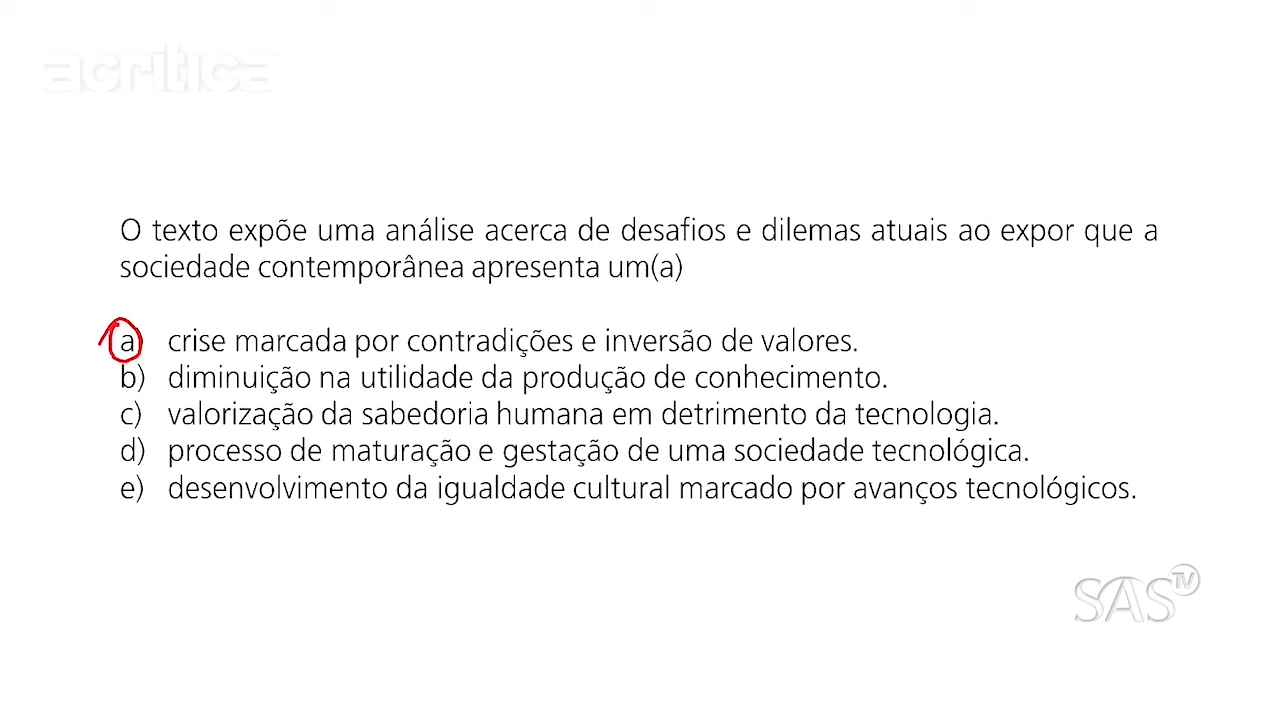 acritica
O texto expõe uma análise acerca de desafios e dilemas atuais ao expor que a
sociedade contemporânea apresenta um(a)
a) crise marcada por contradições e inversão de valores.
b) diminuição na utilidade da produção de conhecimento.
c) valorização da sabedoria humana em detrimento da tecnologia.
d) processo de maturação e gestação de uma sociedade tecnológica.
e) desenvolvimento da igualdade cultural marcado por avanços tecnológicos.
SAS TV